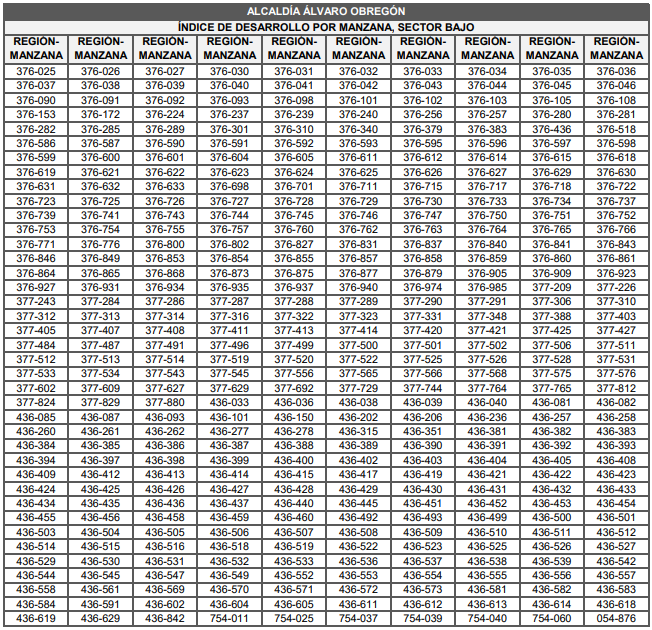 ALCALDÍA ÁLVARO OBREGÓN
ÍNDICE DE DESARROLLO POR MANZANA, SECTOR BAJO
REGIÓN- REGIÓN- REGIÓN- REGIÓN- REGIÓN- REGIÓN- REGIÓN- REGIÓN- REGIÓN- REGIÓN-
MANZANA MANZANA MANZANA MANZANA MANZANA MANZANA MANZANA MANZANA MANZANA MANZANA
376-025 376-026 376-027 376-030 376-031 376-032 376-033 376-034 376-035 376-036
376-037 376-038 376-039 376-040 376-041 376-042 376-043 376-044 376-045 376-046
376-090 376-091 376-092 376-093 376-098 376-101 376-102 376-103 376-105 376-108
376-153 376-172 376-224 376-237 376-239 376-240 376-256 376-257 376-280 376-281
376-282 376-285 376-289 376-301 376-310 376-340 376-379 376-383 376-436 376-518
376-586 376-587 376-590 376-591 376-592 376-593 376-595 376-596 376-597 376-598
376-599 376-600 376-601 376-604 376-605 376-611 376-612 376-614 376-615 376-618
376-619 376-621 376-622 376-623 376-624 376-625 376-626 376-627 376-629 376-630
376-631 376-632 376-633 376-698 376-701 376-711 376-715 376-717 376-718 376-722
376-723 376-725 376-726 376-727 376-728 376-729 376-730 376-733 376-734 376-737
376-739 376-741 376-743 376-744 376-745 376-746 376-747 376-750 376-751 376-752
376-753 376-754 376-755 376-757 376-760 376-762 376-763 376-764 376-765 376-766
376-771 376-776 376-800 376-802 376-827 376-831 376-837 376-840 376-841 376-843
376-846 376-849 376-853 376-854 376-855 376-857 376-858 376-859 376-860 376-861
376-864 376-865 376-868 376-873 376-875 376-877 376-879 376-905 376-909 376-923
376-927 376-931 376-934 376-935 376-937 376-940 376-974 376-985 377-209 377-226
377-243 377-284 377-286 377-287 377-288 377-289 377-290 377-291 377-306 377-310
377-312 377-313 377-314 377-316 377-322 377-323 377-331 377-348 377-388 377-403
377-405 377-407 377-408 377-411 377-413 377-414 377-420 377-421 377-425 377-427
377-484 377-487 377-491 377-496 377-499 377-500 377-501 377-502 377-506 377-511
377-512 377-513 377-514 377-519 377-520 377-522 377-525 377-526 377-528 377-531
377-533 377-534 377-543 377-545 377-556 377-565 377-566 377-568 377-575 377-576
377-602 377-609 377-627 377-629 377-692 377-729 377-744 377-764 377-765 377-812
377-824 377-829 377-880 436-033 436-036 436-038 436-039 436-040 436-081 436-082
436-085 436-087 436-093 436-101 436-150 436-202 436-206 436-236 436-257 436-258
436-260 436-261 436-262 436-277 436-278 436-315 436-351 436-381 436-382 436-383
436-384 436-385 436-386 436-387 436-388 436-389 436-390 436-391 436-392 436-393
436-394 436-397 436-398 436-399 436-400 436-402 436-403 436-404 436-405 436-408
436-409 436-412 436-413 436-414 436-415 436-417 436-419 436-421 436-422 436-423
436-424 436-425 436-426 436-427 436-428 436-429 436-430 436-431 436-432 436-433
436-434 436-435 436-436 436-437 436-440 436-445 436-451 436-452 436-453 436-454
436-455 436-456 436-458 436-459 436-460 436-492 436-493 436-499 436-500 436-501
436-503 436-504 436-505 436-506 436-507 436-508 436-509 436-510 436-511 436-512
436-514 436-515 436-516 436-518 436-519 436-522 436-523 436-525 436-526 436-527
436-529 436-530 436-531 436-532 436-533 436-536 436-537 436-538 436-539 436-542
436-544 436-545 436-547 436-549 436-552 436-553 436-554 436-555 436-556 436-557
436-558 436-561 436-569 436-570 436-571 436-572 436-573 436-581 436-582 436-583
436-584 436-591 436-602 436-604 436-605 436-611 436-612 436-613 436-614 436-618
436-619 436-629 436-842 754-011 754-025 754-037 754-039 754-040 754-060 054-876